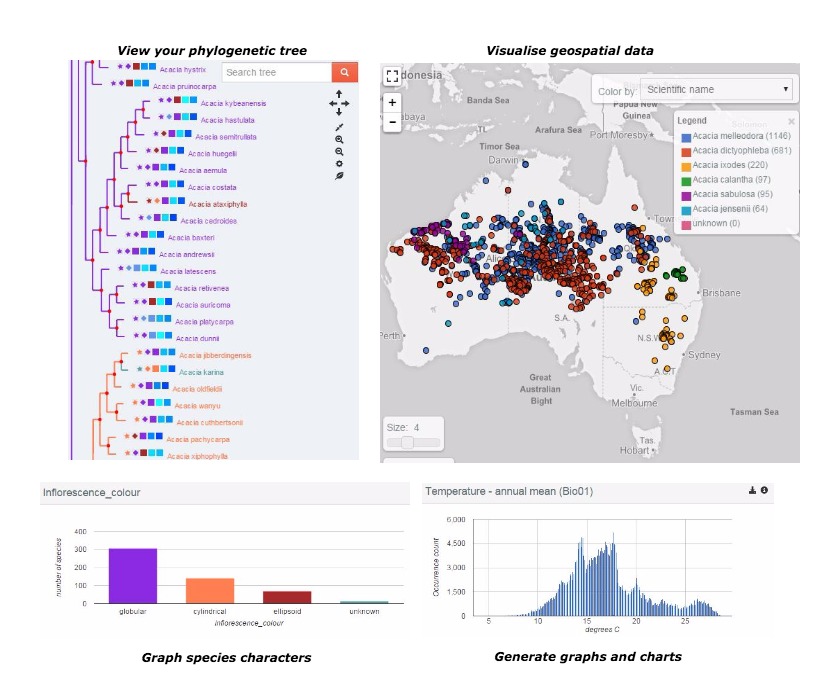 View your phylogenetic tree
Acacia hystrix
Search tree
Acacia pruinocarpa
Acacia kybeanensis
Acacia hastulata
Acacia semitrullata
Acacia huegelii
Acacia aemula
Acacia costata
Acacia ataxiphylla
Acacia cedroides
Acacia baxteri
Acacia andrewsii
Acacia latescens
Acacia retivenea
Acacia auricoma
Acacia platycarpa
Acacia dunnii
Acacia jibberdingensis
Acacia karina
Acacia oldfieldii
Acacia wanyu
Acacia cuthbertsonii
Acacia pachycarpa
Acacia xiphophylla
Visualise geospatial data
donesia
+
−
abaya
Banda Sea
TL
Arafura Sea
Timor Sea
Darwin
Papua New
Guinea
Port Moresby
Color by:
Scientific name
Legend
Acacia melleodora (1146)
Acacia dictyophleba (681)
Acacia ixodes (220)
Acacia calantha (97)
Acacia sabulosa (95)
Acacia jensenii (64)
unknown (0)
Town
Alic
Au
Brisbane
S.A.
Perth
N.S.W
Sydney
A.C.T
Great
Australian
Bight
Vic.
Melbourne
Tasman Sea
Tas.
Hobart
Size: 4
Inflorescence_colour
number of species
400
300
200
100
0
globular
cylindrical
ellipsoid
unknown
inflorescence_colour
Graph species characters
Temperature - annual mean (Bio01)
Occurrence count
6,000
4,500
3,000
1,500
0
5
10
15
20
25
degrees C
Generate graphs and charts